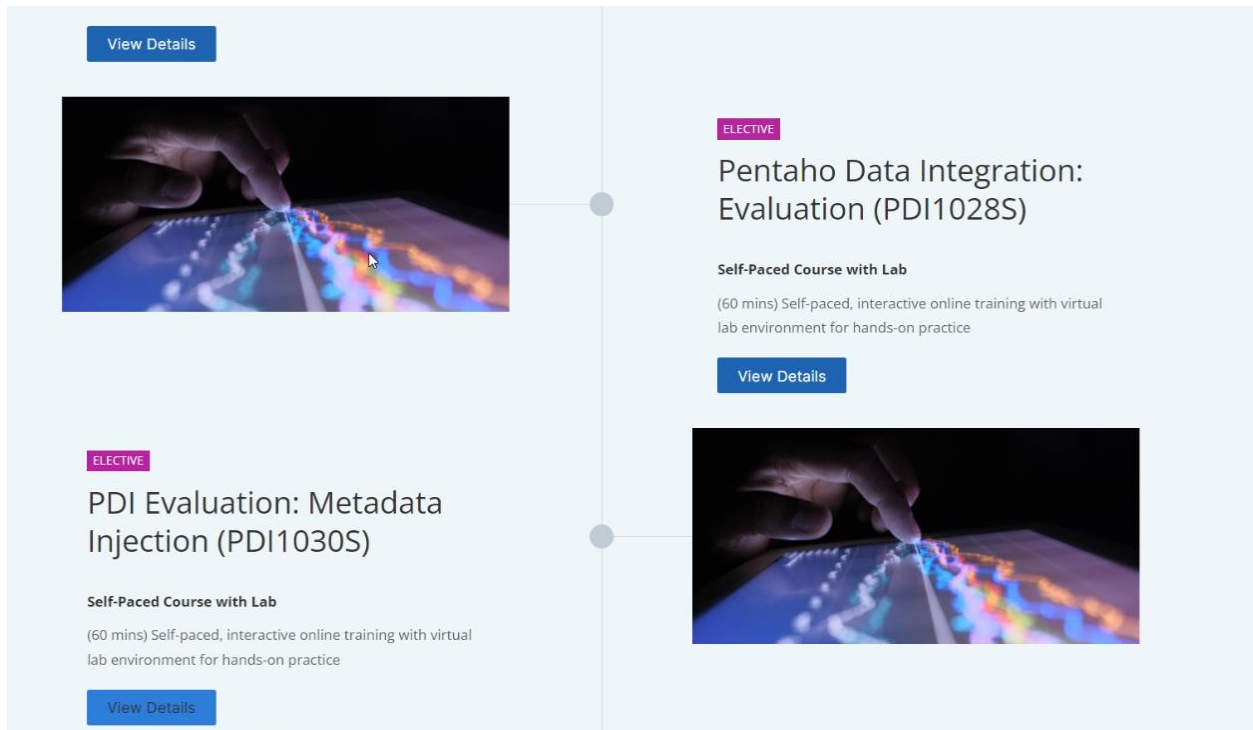 View Details
ELECTIVE
Pentaho Data Integration:
Evaluation (PDI1028S)
Self-Paced Course with Lab
(60 mins) Self-paced, interactive online training with virtual
lab environment for hands-on practice
View Details
ELECTIVE
PDI Evaluation: Metadata
Injection (PDI1030S)
Self-Paced Course with Lab
(60 mins) Self-paced, interactive online training with virtual
lab environment for hands-on practice
View Details